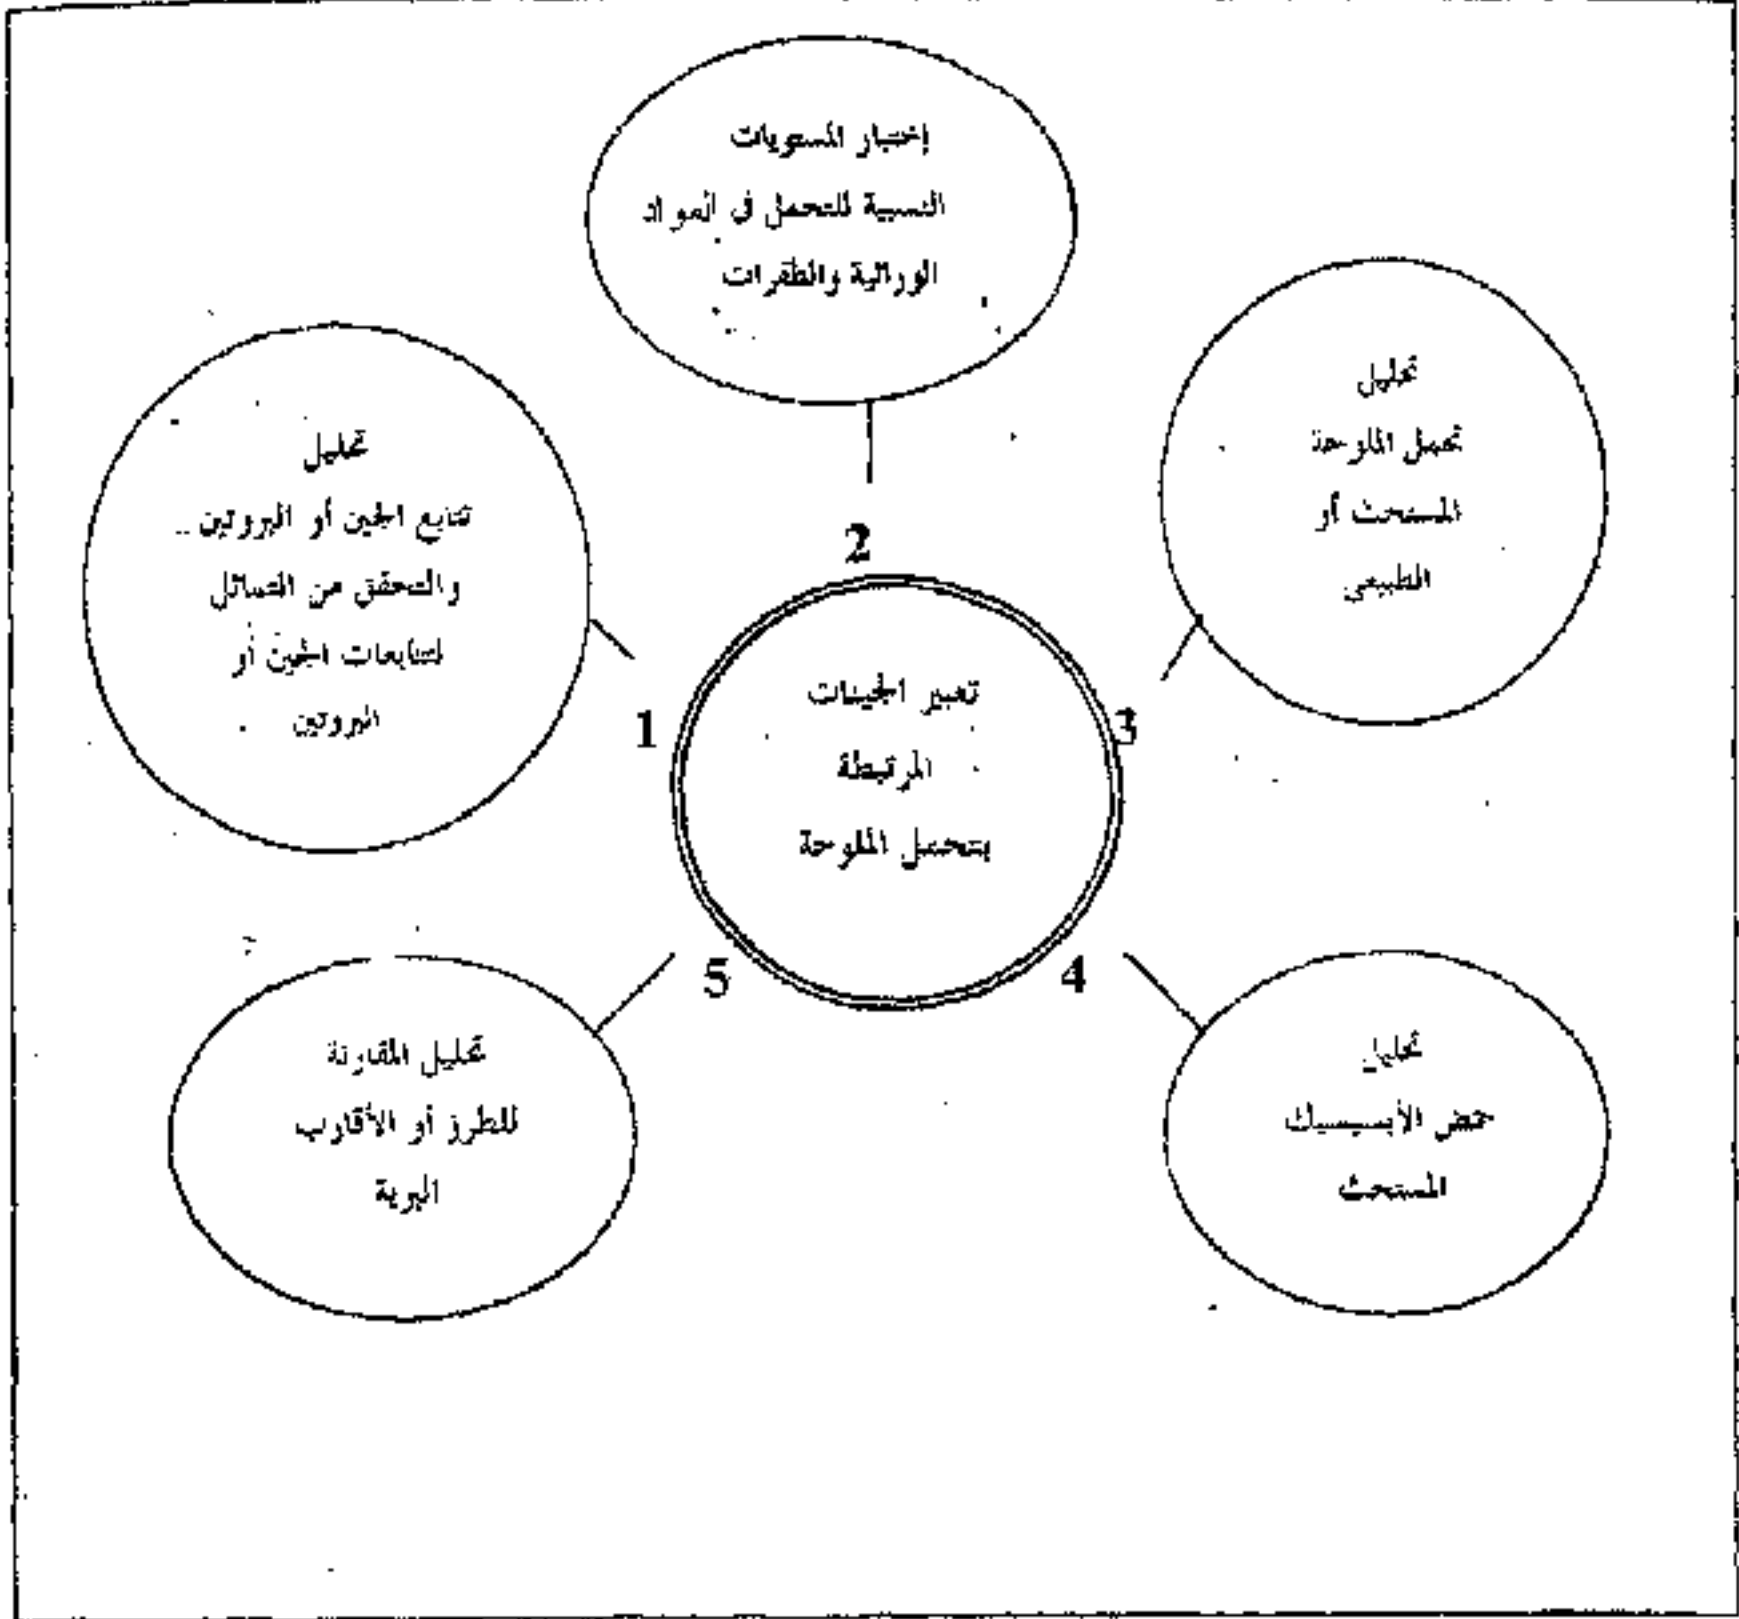 إختبار المستويات
النسبية للتحمل في المواد
الوراثية والطفرات
تحليل
تحمل الملوحة
المستحث أو
الطبيعى
تحليل
تتابع الجين أو البروتين
والتحقق من التماثل
لتتابعات الجين أو
البروتين
2
1
3
تعبير الجينات
المرتبطة
بتحمل الملوحة
5
4
تحليل المقارنة
للطرز أو الأقارب
البرية
تحليل
حمض الأبسيسيك
المستحث